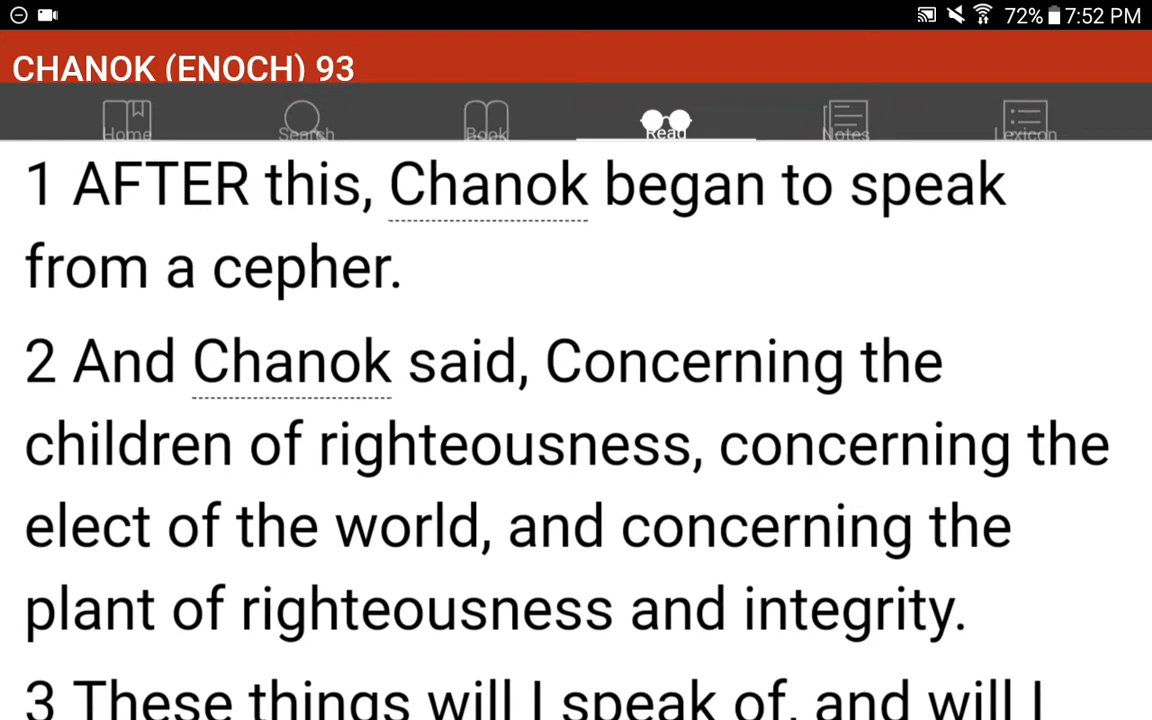 72% 7:52 PM
CHANOK (ENOCH) 93
Home Search Book Read Notes Lexicon
1 AFTER this, Chanok began to speak
from a cepher.
2 And Chanok said, Concerning the
children of righteousness, concerning the
elect of the world, and concerning the
plant of righteousness and integrity.
3 These things will I speak of, and will I